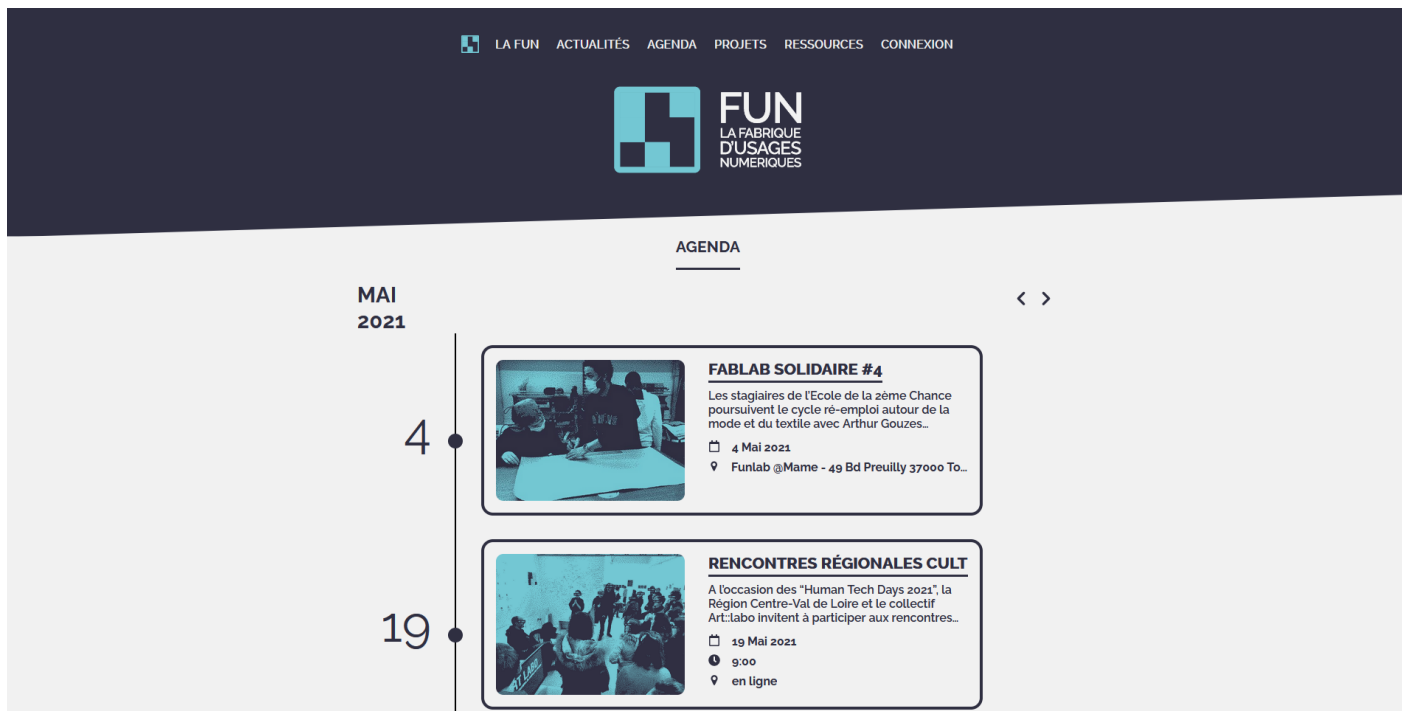 LA FUN ACTUALITÉS AGENDA PROJETS RESSOURCES CONNEXION
FUN
LA FABRIQUE
D'USAGES
NUMERIQUES
AGENDA
MAI
2021
4
FABLAB SOLIDAIRE #4
Les stagiaires de l'Ecole de la 2ème Chance
poursuivent le cycle ré-emploi autour de la
mode et du textile avec Arthur Gouzes…
4 Mai 2021
Funlab @Mame - 49 Bd Preuilly 37000 To…
19
RENCONTRES RÉGIONALES CULT
A l'occasion des “Human Tech Days 2021”, la
Région Centre-Val de Loire et le collectif
Art::labo invitent à participer aux rencontres…
19 Mai 2021
9:00
en ligne